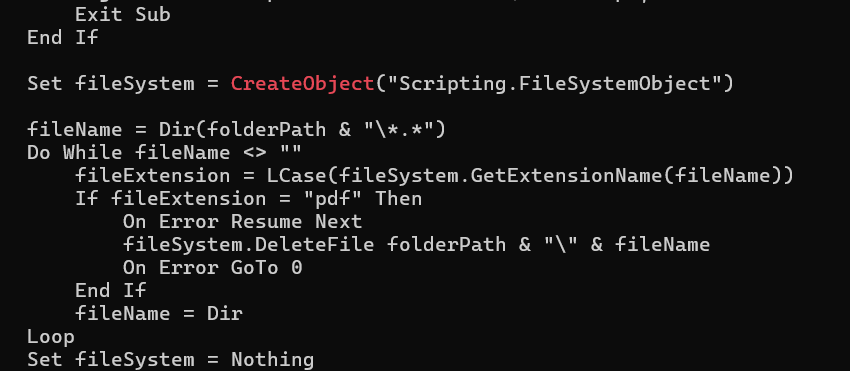 Exit Sub
End If
Set fileSystem = CreateObject("Scripting.FileSystemObject")
fileName = Dir(folderPath & "\*.*")
Do While fileName <> ""
fileExtension = LCase(fileSystem.GetExtensionName(fileName))
If fileExtension = "pdf" Then
On Error Resume Next
fileSystem.DeleteFile folderPath & "\" & fileName
On Error GoTo 0
End If
fileName = Dir
Loop
Set fileSystem = Nothing